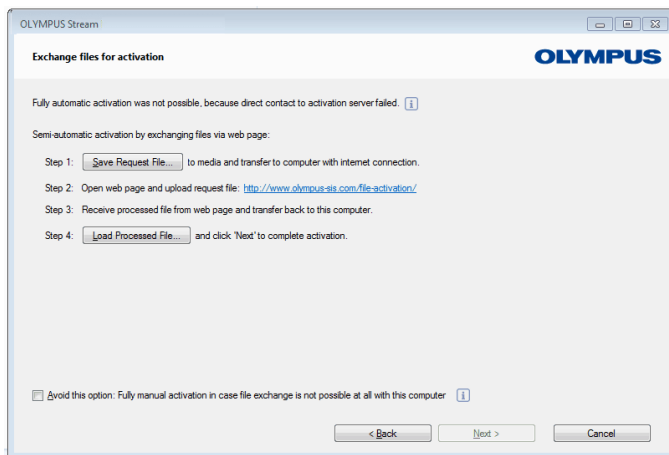 OLYMPUS Stream
Exchange files for activation
OLYMPUS
Fully automatic activation was not possible, because direct contact to activation server failed. i
Semi-automatic activation by exchanging files via web page:
Step 1: Save Request File... to media and transfer to computer with internet connection.
Step 2: Open web page and upload request file: http://www.olympus-sis.com/file-activation/
Step 3: Receive processed file from web page and transfer back to this computer.
Step 4: Load Processed File... and click 'Next' to complete activation.
Avoid this option: Fully manual activation in case file exchange is not possible at all with this computer i
< Back Next > Cancel